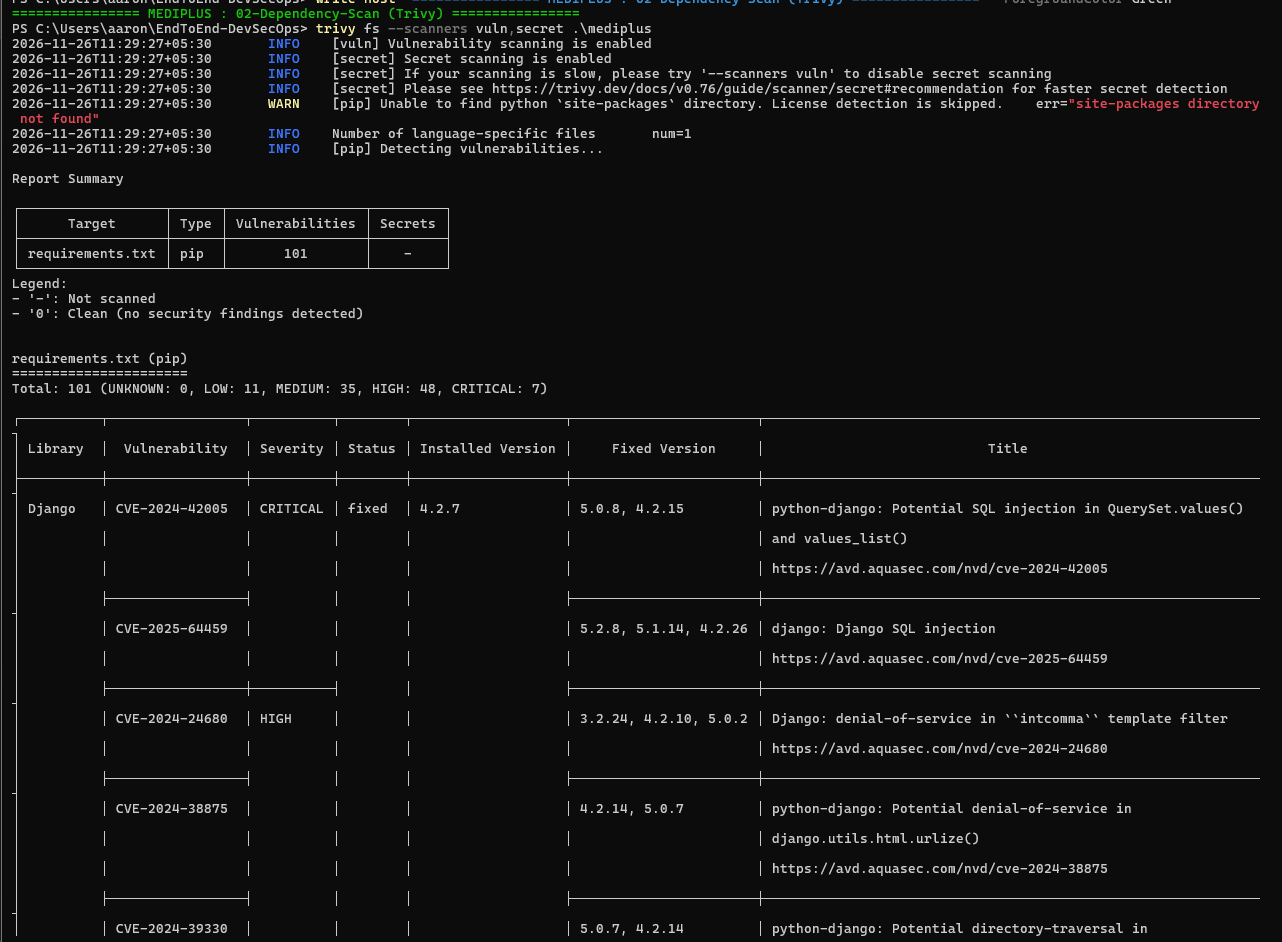 PS C:\Users\aaron\EndToEnd-DevSecOps> Write-Host "================ MEDIPLUS : 02-Dependency-Scan (Trivy) ================" -ForegroundColor Green
================ MEDIPLUS : 02-Dependency-Scan (Trivy) ================
PS C:\Users\aaron\EndToEnd-DevSecOps> trivy fs --scanners vuln,secret .\mediplus
2026-11-26T11:29:27+05:30 INFO [vuln] Vulnerability scanning is enabled
2026-11-26T11:29:27+05:30 INFO [secret] Secret scanning is enabled
2026-11-26T11:29:27+05:30 INFO [secret] If your scanning is slow, please try '--scanners vuln' to disable secret scanning
2026-11-26T11:29:27+05:30 INFO [secret] Please see https://trivy.dev/docs/v0.76/guide/scanner/secret#recommendation for faster secret detection
2026-11-26T11:29:27+05:30 WARN [pip] Unable to find python `site-packages` directory. License detection is skipped. err="site-packages directory
not found"
2026-11-26T11:29:27+05:30 INFO Number of language-specific files num=1
2026-11-26T11:29:27+05:30 INFO [pip] Detecting vulnerabilities...
Report Summary
Target Type Vulnerabilities Secrets
requirements.txt pip 101 -
Legend:
- '-': Not scanned
- '0': Clean (no security findings detected)
requirements.txt (pip)
======================
Total: 101 (UNKNOWN: 0, LOW: 11, MEDIUM: 35, HIGH: 48, CRITICAL: 7)
Library Vulnerability Severity Status Installed Version Fixed Version Title
Django CVE-2024-42005 CRITICAL fixed 4.2.7 5.0.8, 4.2.15 python-django: Potential SQL injection in QuerySet.values()
and values_list()
https://avd.aquasec.com/nvd/cve-2024-42005
CVE-2025-64459 5.2.8, 5.1.14, 4.2.26 django: Django SQL injection
https://avd.aquasec.com/nvd/cve-2025-64459
CVE-2024-24680 HIGH 3.2.24, 4.2.10, 5.0.2 Django: denial-of-service in ``intcomma`` template filter
https://avd.aquasec.com/nvd/cve-2024-24680
CVE-2024-38875 4.2.14, 5.0.7 python-django: Potential denial-of-service in
django.utils.html.urlize()
https://avd.aquasec.com/nvd/cve-2024-38875
CVE-2024-39330 5.0.7, 4.2.14 python-django: Potential directory-traversal in